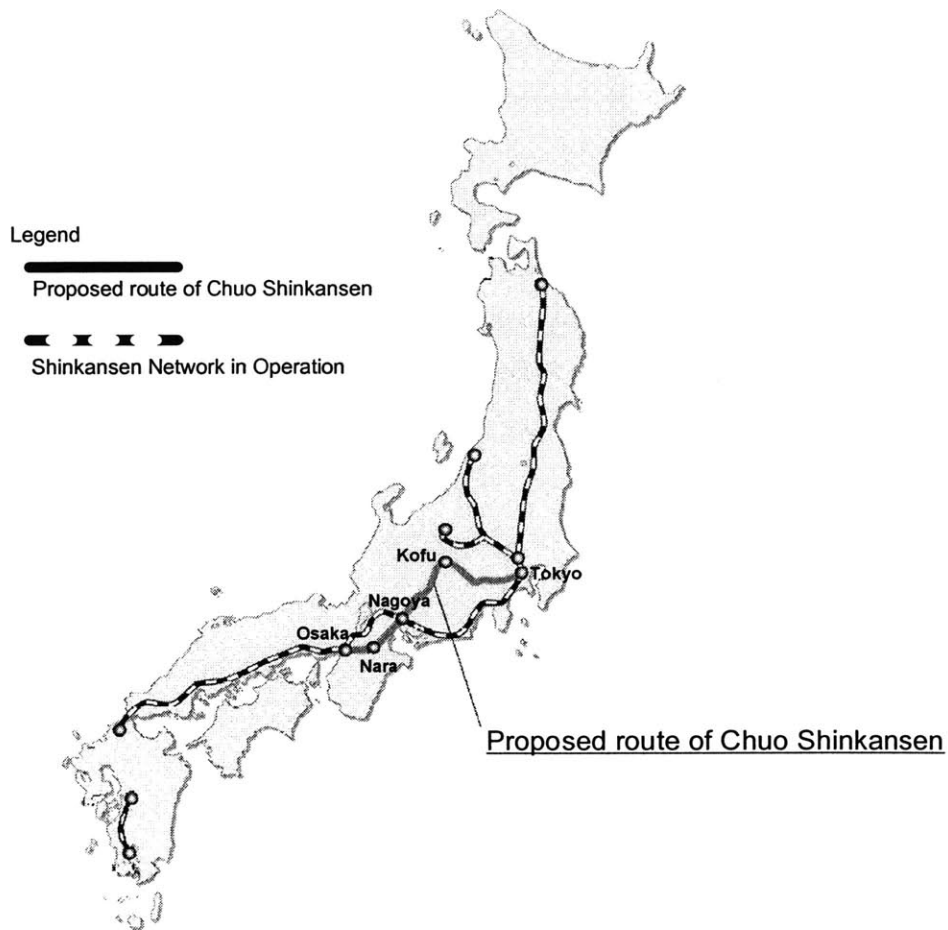 Legend
Proposed route of Chuo Shinkansen
Shinkansen Network in Operation
Kofu
Tokyo
Nagoya
Osaka
Nara
Proposed route of Chuo Shinkansen